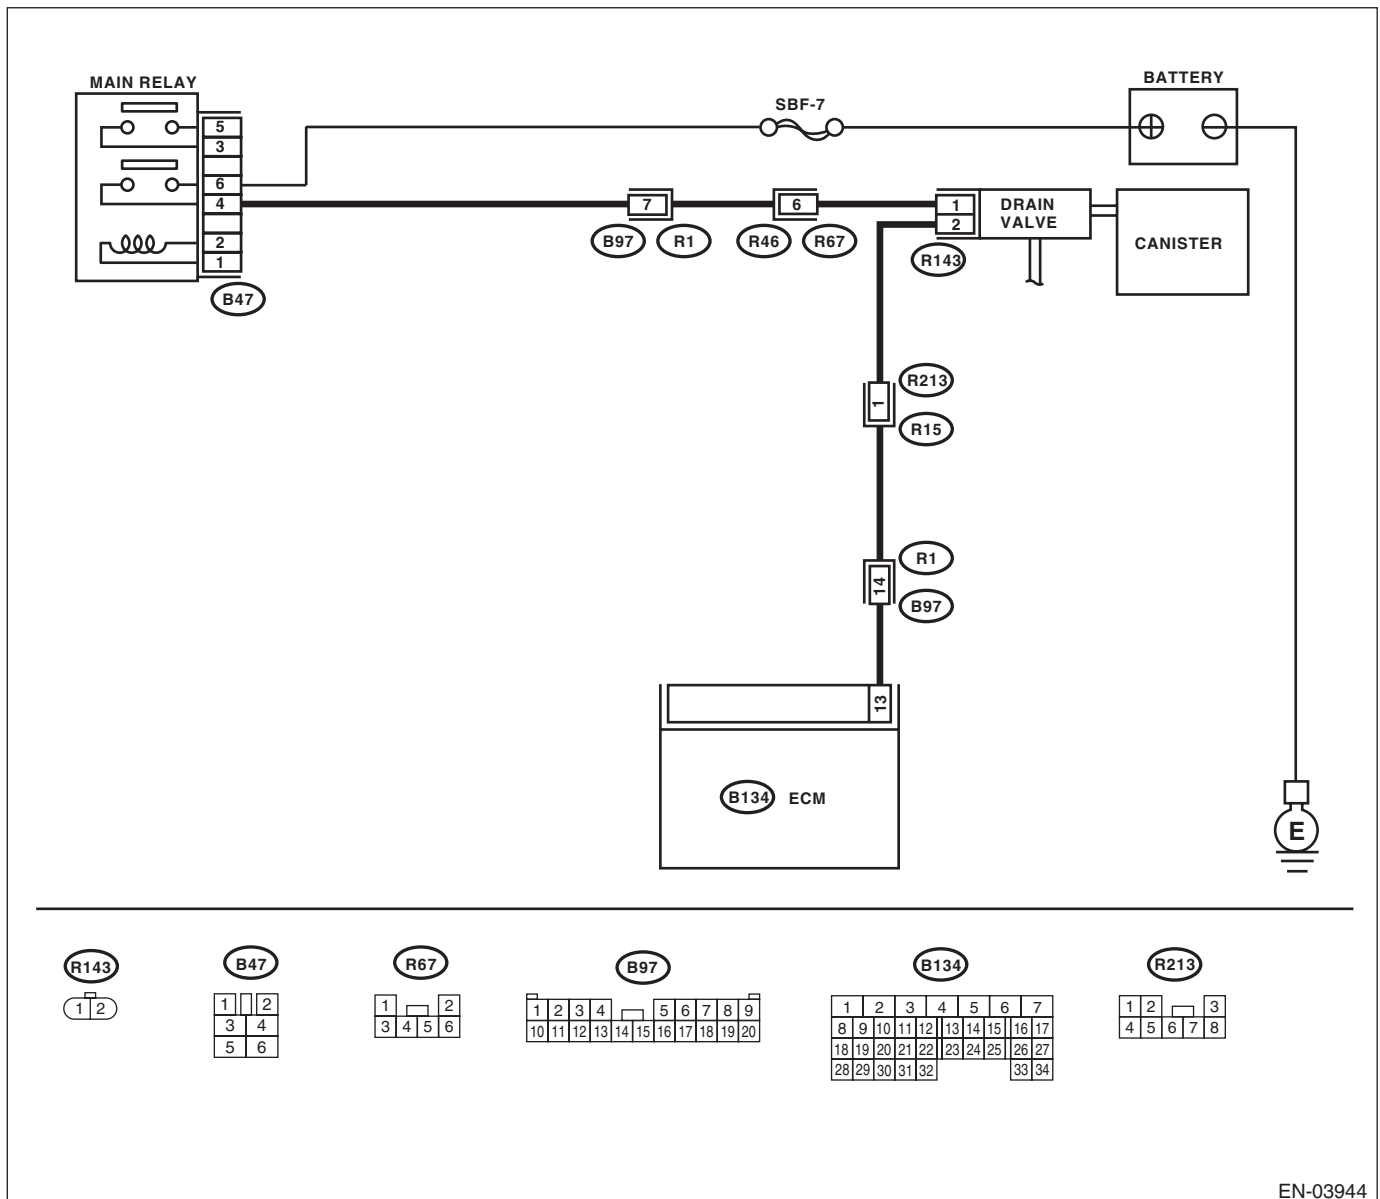 MAIN RELAY
5
3
6
4
2
1
B47
SBF-7
BATTERY
7
B97 R1
6
R46 R67
1
2
R143
DRAIN
VALVE
CANISTER
R213
1
R15
R1
14
B97
13
B134 ECM
E
R143
1 2
B47
1 2
3 4
5 6
R67
1 2
3 4 5 6
B97
1 2 3 4 5 6 7 8 9
10 11 12 13 14 15 16 17 18 19 20
B134
1 2 3 4 5 6 7
8 9 10 11 12 13 14 15 16 17
18 19 20 21 22 23 24 25 26 27
28 29 30 31 32 33 34
R213
1 2 3
4 5 6 7 8
EN-03944